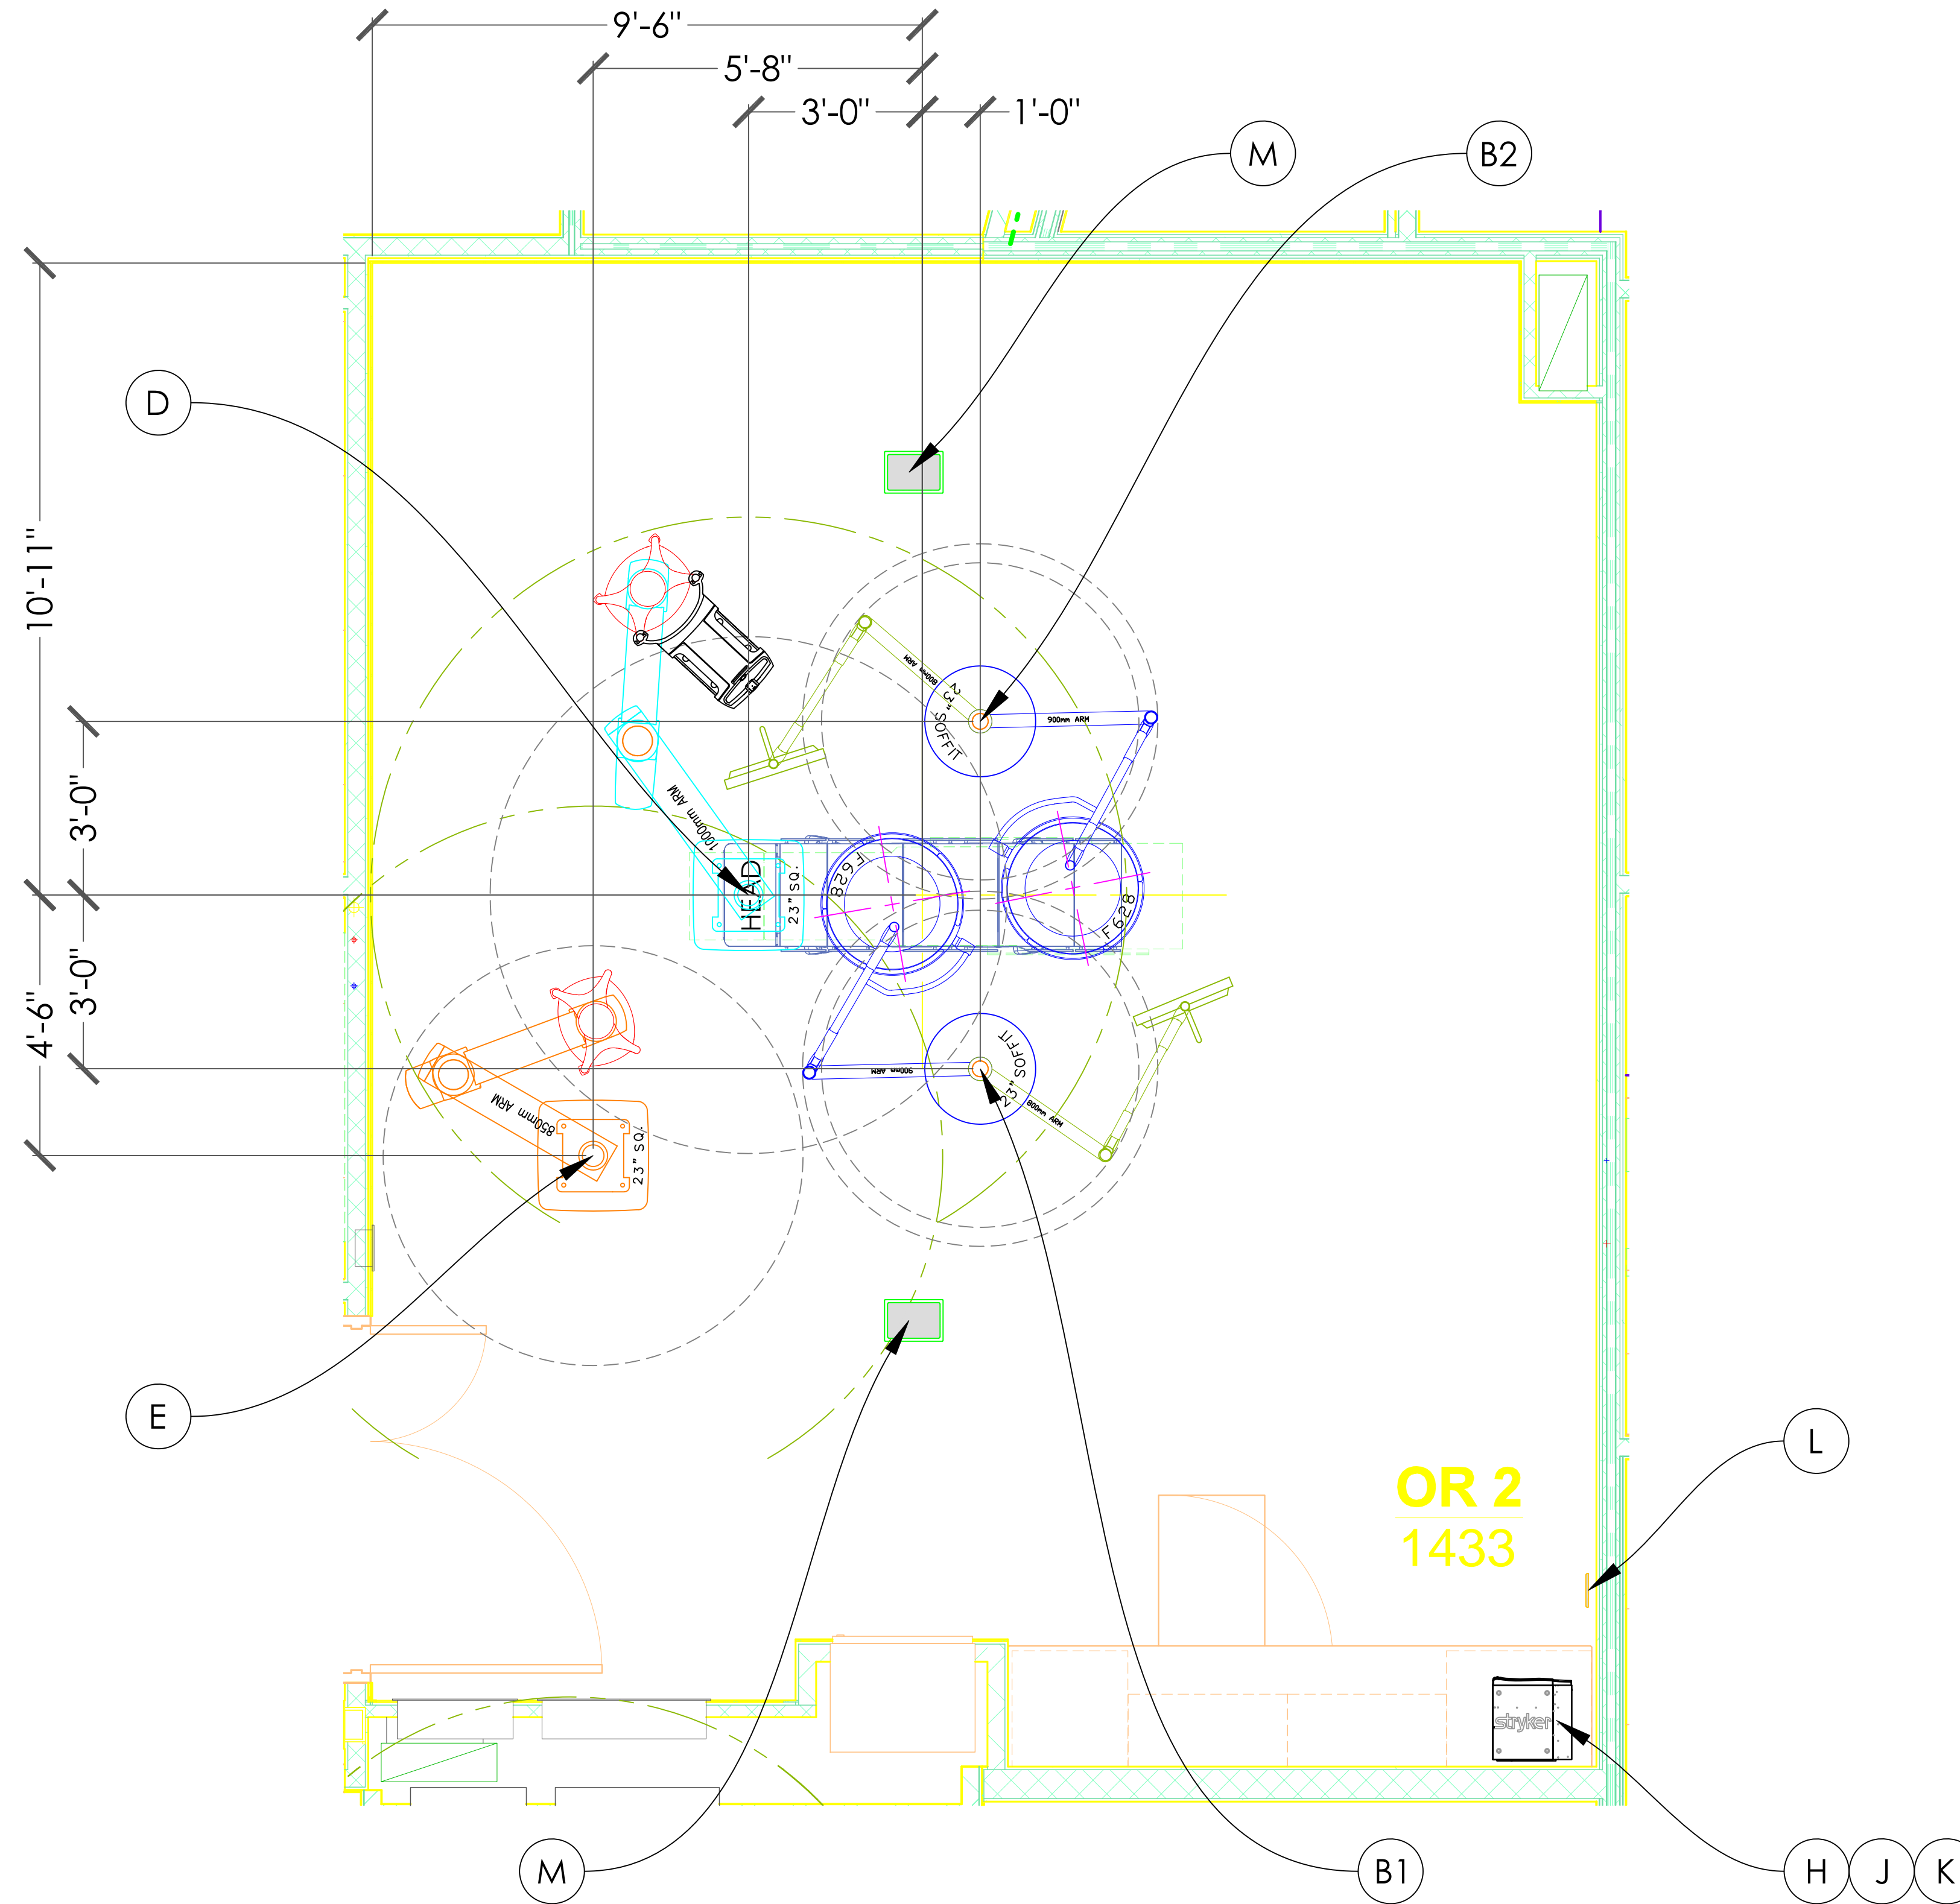 9'-6"
5'-8"
3'-0"
1'-0"
M
B2
D
10'-11"
3'-0"
3'-0"
4'-6"
800mm ARM
23" SOFFIT
900mm ARM
1000mm ARM
HEAD
23" SQ.
F628
F628
900mm ARM
23" SOFFIT
800mm ARM
850mm ARM
23" SQ.
E
L
OR 2
1433
stryker
M
B1
H
J
K